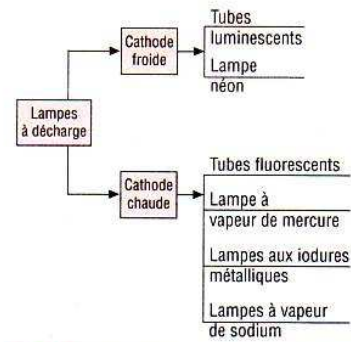 Lampes
à décharge
Cathode
froide
Tubes
luminescents
Lampe
néon
Cathode
chaude
Tubes fluorescents
Lampe à
vapeur de mercure
Lampes aux iodures
métalliques
Lampes à vapeur
de sodium